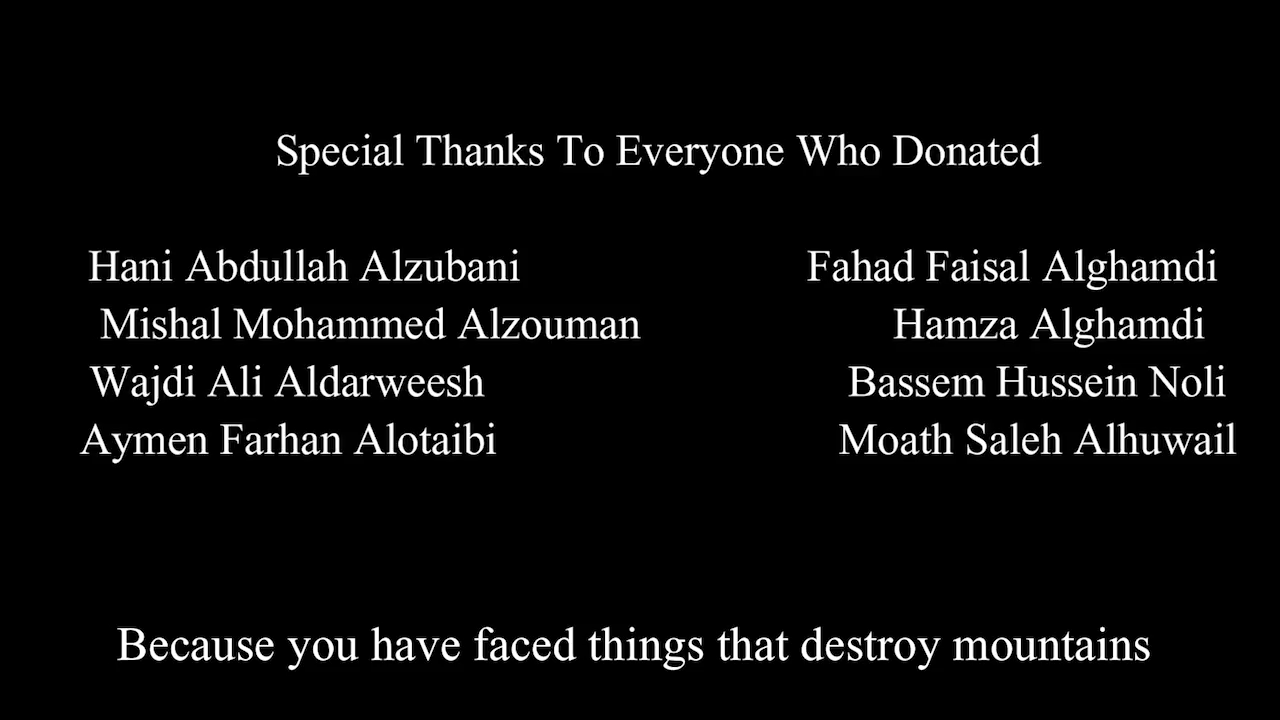 Special Thanks To Everyone Who Donated
Hani Abdullah Alzubani Fahad Faisal Alghamdi
Mishal Mohammed Alzouman Hamza Alghamdi
Wajdi Ali Aldarweesh Bassem Hussein Noli
Aymen Farhan Alotaibi Moath Saleh Alhuwail
Because you have faced things that destroy mountains